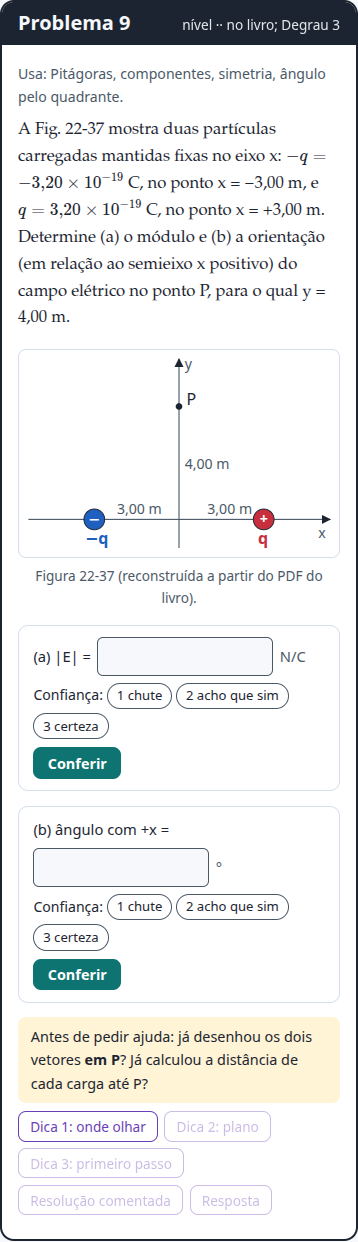 Problema 9
nível ·· no livro; Degrau 3
Usa: Pitágoras, componentes, simetria, ângulo
pelo quadrante.
A Fig. 22-37 mostra duas partículas
carregadas mantidas fixas no eixo x: −q =
−3,20 × 10⁻¹⁹ C, no ponto x = −3,00 m, e
q = 3,20 × 10⁻¹⁹ C, no ponto x = +3,00 m.
Determine (a) o módulo e (b) a orientação
(em relação ao semieixo x positivo) do
campo elétrico no ponto P, para o qual y =
4,00 m.
y
P
4,00 m
3,00 m
3,00 m
−
+
x
−q
q
Figura 22-37 (reconstruída a partir do PDF do
livro).
(a) |E| =
N/C
Confiança: 1 chute 2 acho que sim
3 certeza
Conferir
(b) ângulo com +x =
°
Confiança: 1 chute 2 acho que sim
3 certeza
Conferir
Antes de pedir ajuda: já desenhou os dois
vetores em P? Já calculou a distância de
cada carga até P?
Dica 1: onde olhar
Dica 2: plano
Dica 3: primeiro passo
Resolução comentada
Resposta